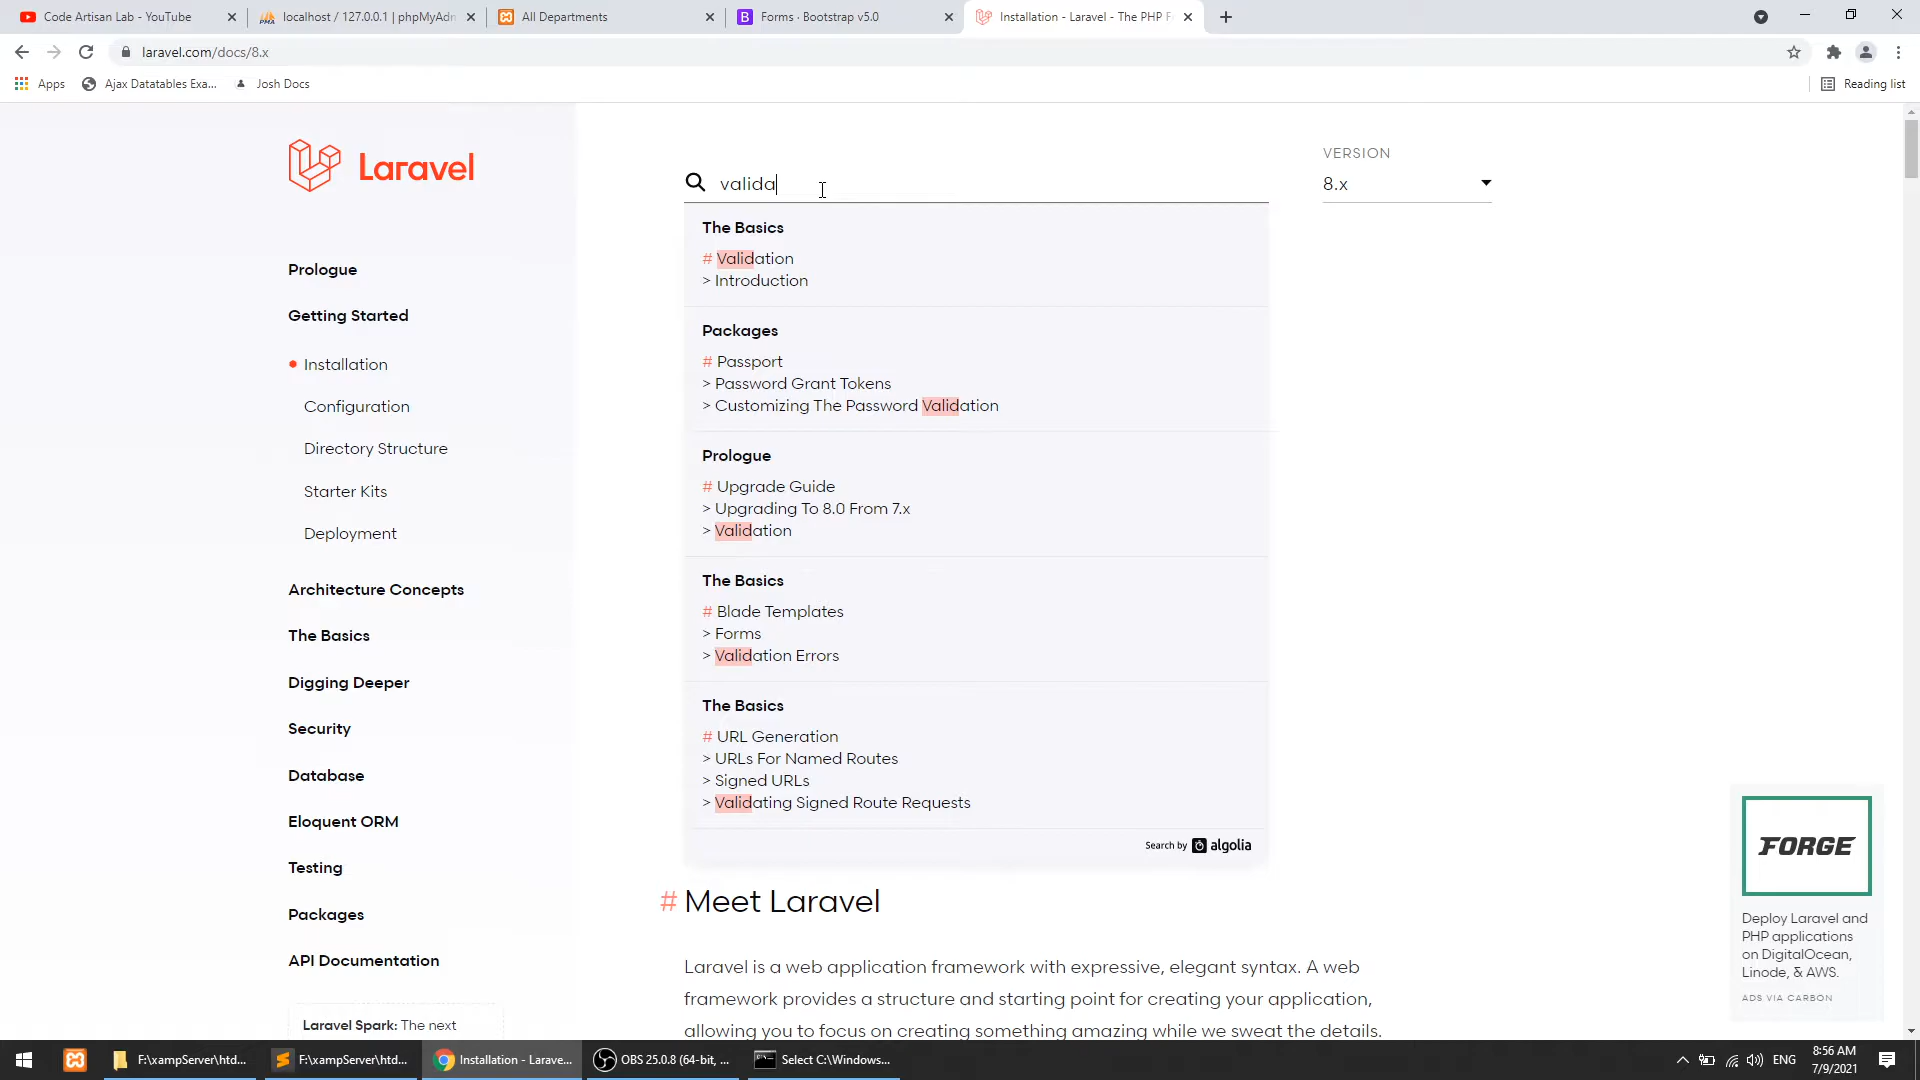 Code Artisan Lab - YouTube
localhost / 127.0.0.1 | phpMyAdn
All Departments
Forms · Bootstrap v5.0
Installation - Laravel - The PHP F
laravel.com/docs/8.x
Apps
Ajax Datatables Exa...
Josh Docs
Reading list
Laravel
valida
VERSION
8.x
Prologue
Getting Started
Installation
Configuration
Directory Structure
Starter Kits
Deployment
Architecture Concepts
The Basics
Digging Deeper
Security
Database
Eloquent ORM
Testing
Packages
API Documentation
Laravel Spark: The next
The Basics
# Validation
> Introduction
Packages
# Passport
> Password Grant Tokens
> Customizing The Password Validation
Prologue
# Upgrade Guide
> Upgrading To 8.0 From 7.x
> Validation
The Basics
# Blade Templates
> Forms
> Validation Errors
The Basics
# URL Generation
> URLs For Named Routes
> Signed URLs
> Validating Signed Route Requests
Search by algolia
# Meet Laravel
Laravel is a web application framework with expressive, elegant syntax. A web
framework provides a structure and starting point for creating your application,
allowing you to focus on creating something amazing while we sweat the details.
FORGE
Deploy Laravel and
PHP applications
on DigitalOcean,
Linode, & AWS.
ADS VIA CARBON
F:\xampServer\htd...
F:\xampServer\htd...
Installation - Larave...
OBS 25.0.8 (64-bit, ...
Select C:\Windows...
ENG
8:56 AM
7/9/2021